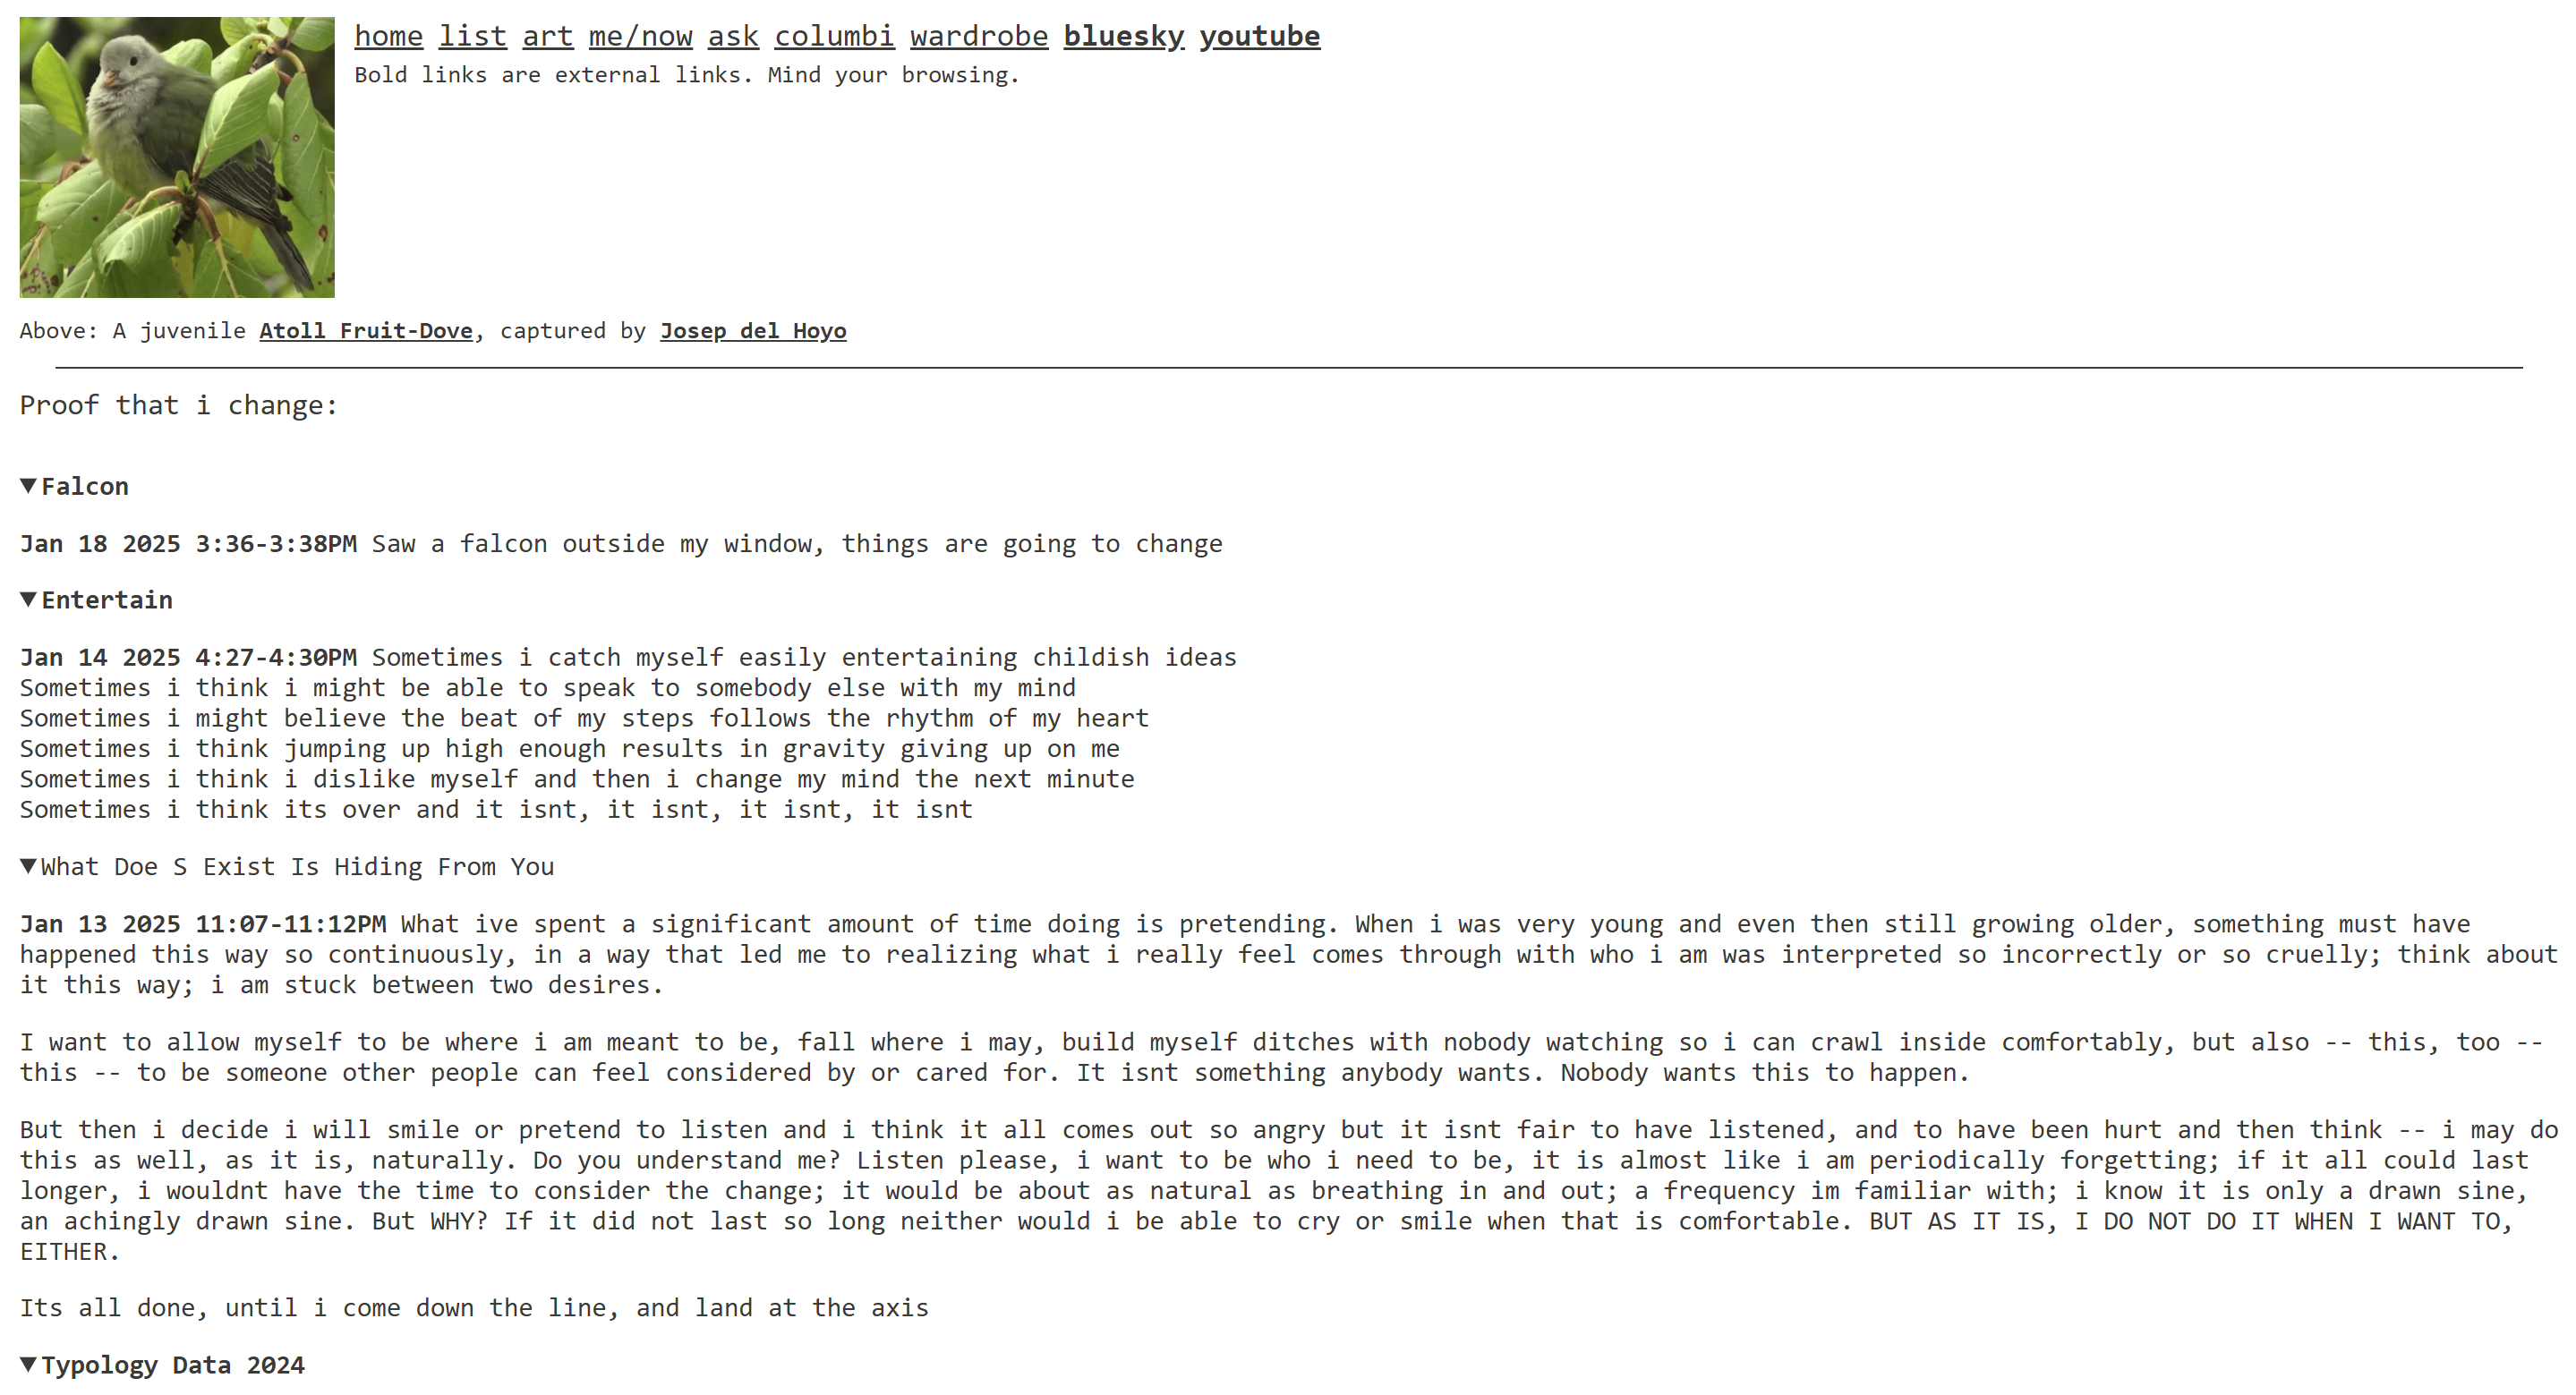 home list art me/now ask columbi wardrobe bluesky youtube
Bold links are external links. Mind your browsing.
Above: A juvenile Atoll Fruit-Dove, captured by Josep del Hoyo
Proof that i change:
▼Falcon
Jan 18 2025 3:36-3:38PM Saw a falcon outside my window, things are going to change
▼Entertain
Jan 14 2025 4:27-4:30PM Sometimes i catch myself easily entertaining childish ideas
Sometimes i think i might be able to speak to somebody else with my mind
Sometimes i might believe the beat of my steps follows the rhythm of my heart
Sometimes i think jumping up high enough results in gravity giving up on me
Sometimes i think i dislike myself and then i change my mind the next minute
Sometimes i think its over and it isnt, it isnt, it isnt, it isnt
▼What Doe S Exist Is Hiding From You
Jan 13 2025 11:07-11:12PM What ive spent a significant amount of time doing is pretending. When i was very young and even then still growing older, something must have
happened this way so continuously, in a way that led me to realizing what i really feel comes through with who i am was interpreted so incorrectly or so cruelly; think about
it this way; i am stuck between two desires.
I want to allow myself to be where i am meant to be, fall where i may, build myself ditches with nobody watching so i can crawl inside comfortably, but also -- this, too --
this -- to be someone other people can feel considered by or cared for. It isnt something anybody wants. Nobody wants this to happen.
But then i decide i will smile or pretend to listen and i think it all comes out so angry but it isnt fair to have listened, and to have been hurt and then think -- i may do
this as well, as it is, naturally. Do you understand me? Listen please, i want to be who i need to be, it is almost like i am periodically forgetting; if it all could last
longer, i wouldnt have the time to consider the change; it would be about as natural as breathing in and out; a frequency im familiar with; i know it is only a drawn sine,
an achingly drawn sine. But WHY? If it did not last so long neither would i be able to cry or smile when that is comfortable. BUT AS IT IS, I DO NOT DO IT WHEN I WANT TO,
EITHER.
Its all done, until i come down the line, and land at the axis
▼Typology Data 2024